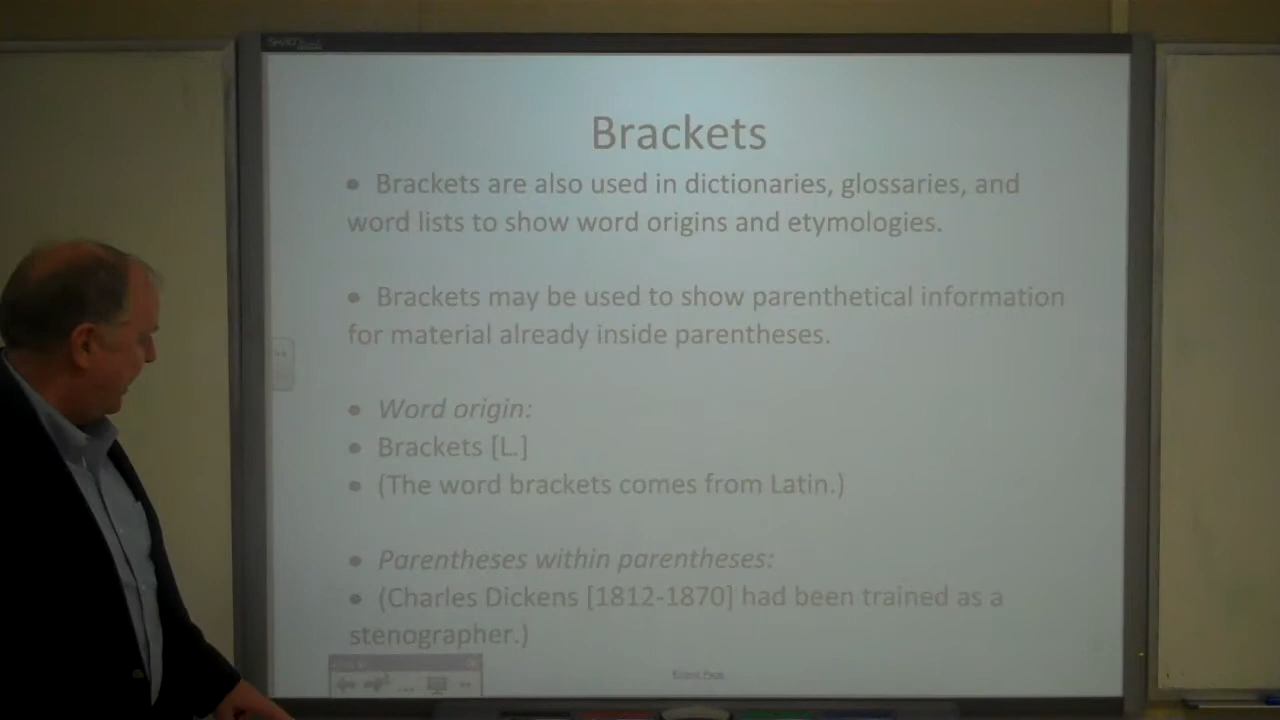 SMART
Brackets
• Brackets are also used in dictionaries, glossaries, and
word lists to show word origins and etymologies.
• Brackets may be used to show parenthetical information
for material already inside parentheses.
• Word origin:
• Brackets [L.]
• (The word brackets comes from Latin.)
• Parentheses within parentheses:
• (Charles Dickens [1812-1870] had been trained as a
stenographer.)